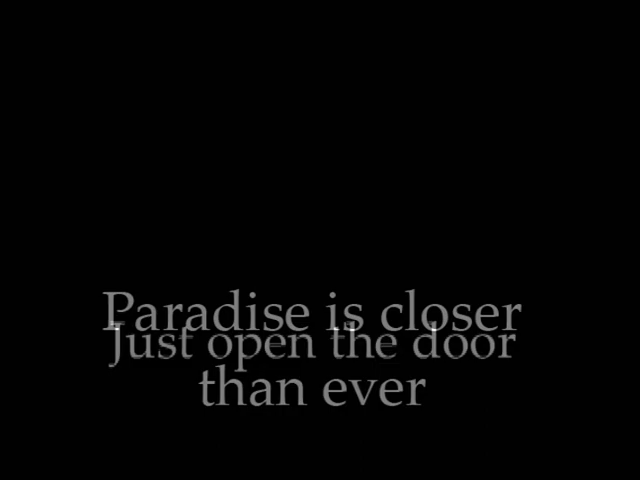 Paradise is closer
Just open the door
than ever